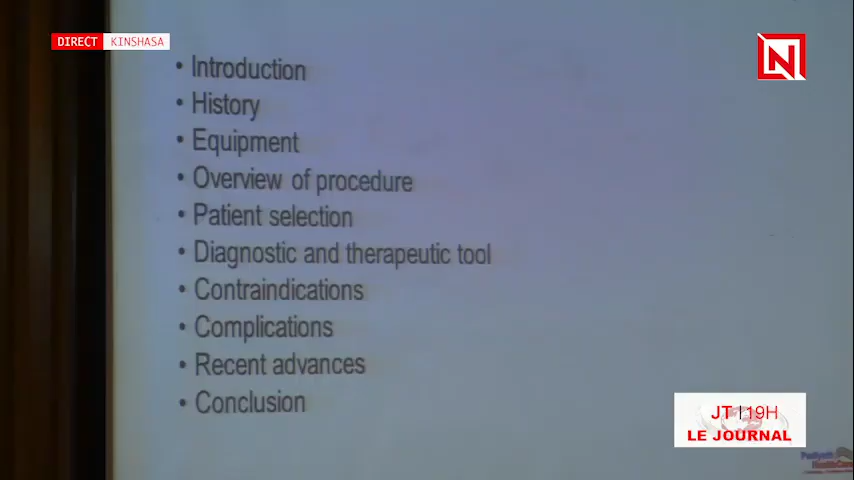 DIRECT KINSHASA
N
• Introduction
• History
• Equipment
• Overview of procedure
• Patient selection
• Diagnostic and therapeutic tool
• Contraindications
• Complications
• Recent advances
• Conclusion
JT 19H
LE JOURNAL